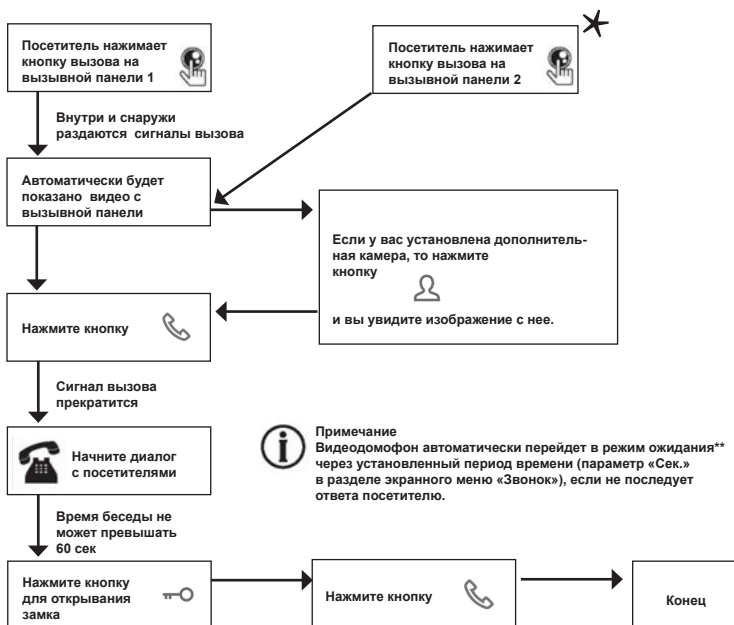 Посетитель нажимает
кнопку вызова на
вызывной панели 1
Посетитель нажимает
кнопку вызова на
вызывной панели 2
Внутри и снаружи
раздаются сигналы вызова
Автоматически будет
показано видео с
вызывной панели
Если у вас установлена дополнитель-
ная камера, то нажмите
кнопку
и вы увидите изображение с нее.
Нажмите кнопку
Сигнал вызова
прекратится
Начните диалог
с посетителями
Примечание
Видеодомофон автоматически перейдет в режим ожидания**
через установленный период времени (параметр «Сек.»
в разделе экранного меню «Звонок»), если не последует
ответа посетителю.
Время беседы не
может превышать
60 сек
Нажмите кнопку
для открывания
замка
Нажмите кнопку
Конец